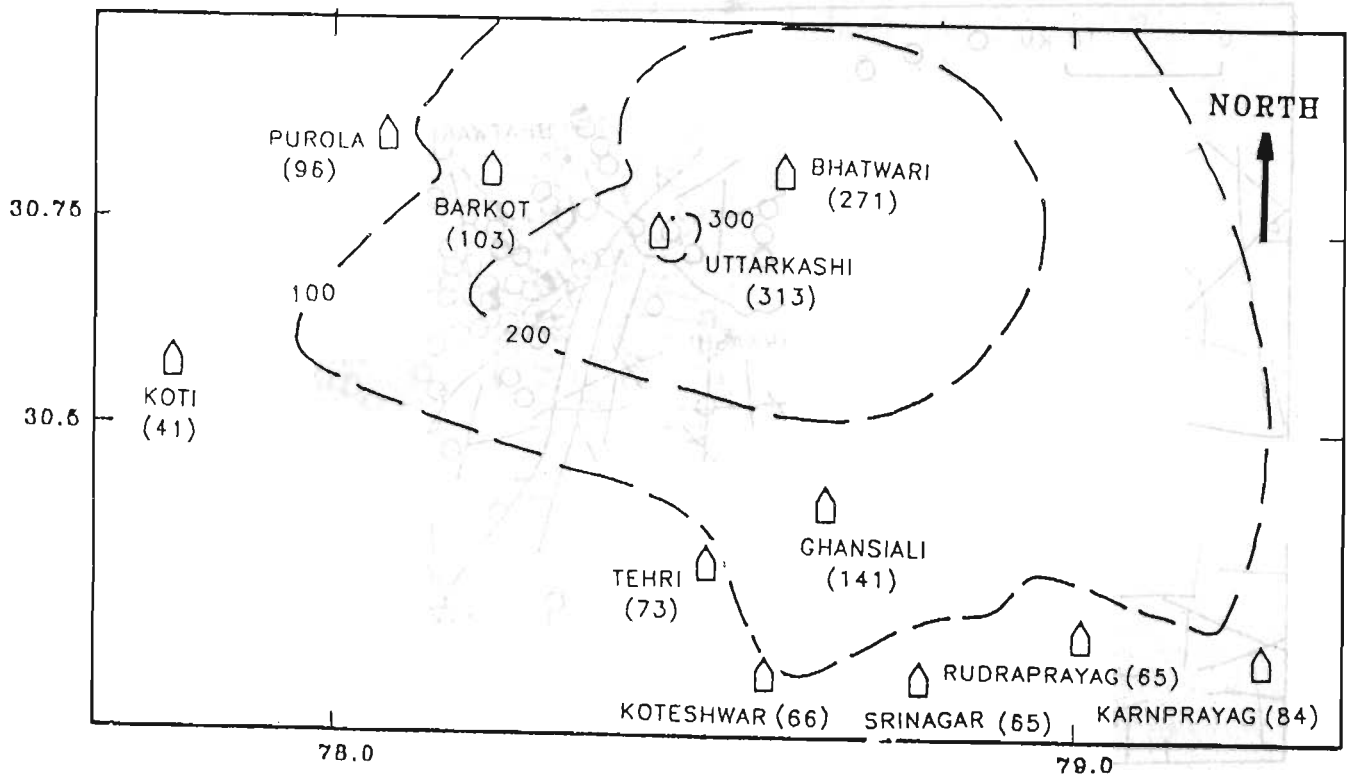 NORTH
PUROLA
(96)
BARKOT
(103)
BHATWARI
(271)
30.75
300
UTTARKASHI
(313)
100
200
KOTI
(41)
30.6
GHANSIALI
(141)
TEHRI
(73)
RUDRAPRAYAG (65)
KOTESHWAR (66)
SRINAGAR (65)
KARNPRAYAG (84)
78.0
79.0